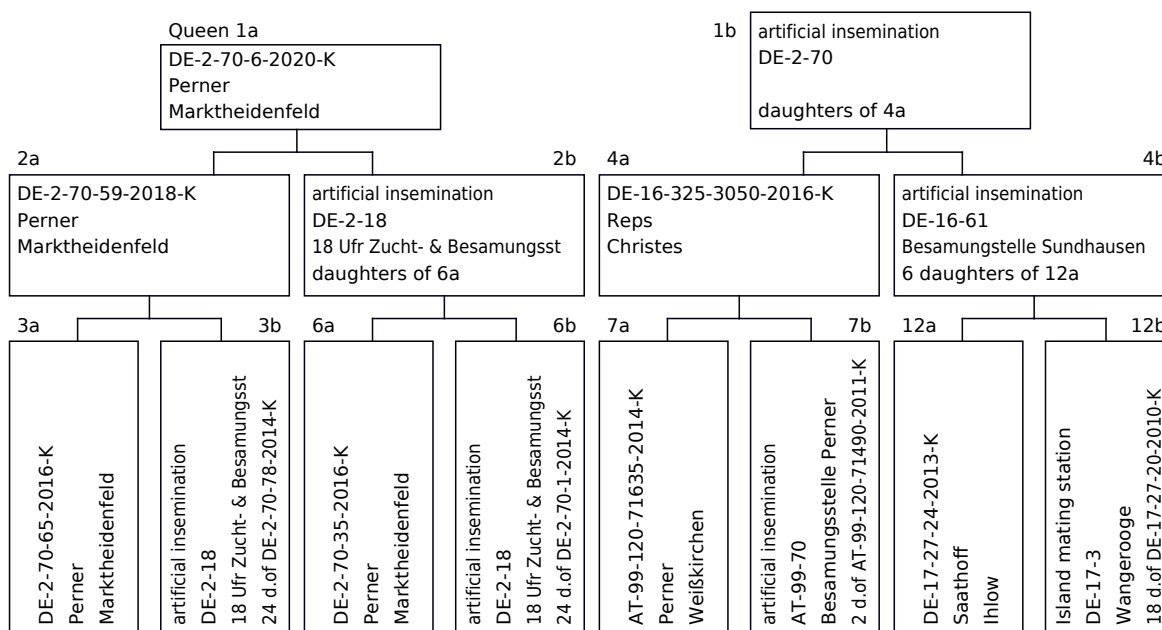 Queen 1a
DE-2-70-6-2020-K
Perner
Marktheidenfeld
1b
artificial insemination
DE-2-70
daughters of 4a
2a
DE-2-70-59-2018-K
Perner
Marktheidenfeld
2b
artificial insemination
DE-2-18
18 Ufr Zucht- & Besamungsst
daughters of 6a
4a
DE-16-325-3050-2016-K
Reps
Christes
4b
artificial insemination
DE-16-61
Besamungstelle Sundhausen
6 daughters of 12a
3a
DE-2-70-65-2016-K
Perner
Marktheidenfeld
3b
artificial insemination
DE-2-18
18 Ufr Zucht- & Besamungsst
24 d.of DE-2-70-78-2014-K
6a
DE-2-70-35-2016-K
Perner
Marktheidenfeld
6b
artificial insemination
DE-2-18
18 Ufr Zucht- & Besamungsst
24 d.of DE-2-70-1-2014-K
7a
AT-99-120-71635-2014-K
Perner
Weißkirchen
7b
artificial insemination
AT-99-70
Besamungsstelle Perner
2 d.of AT-99-120-71490-2011-K
12a
DE-17-27-24-2013-K
Saathoff
Ihlow
12b
Island mating station
DE-17-3
Wangerooge
18 d.of DE-17-27-20-2010-K